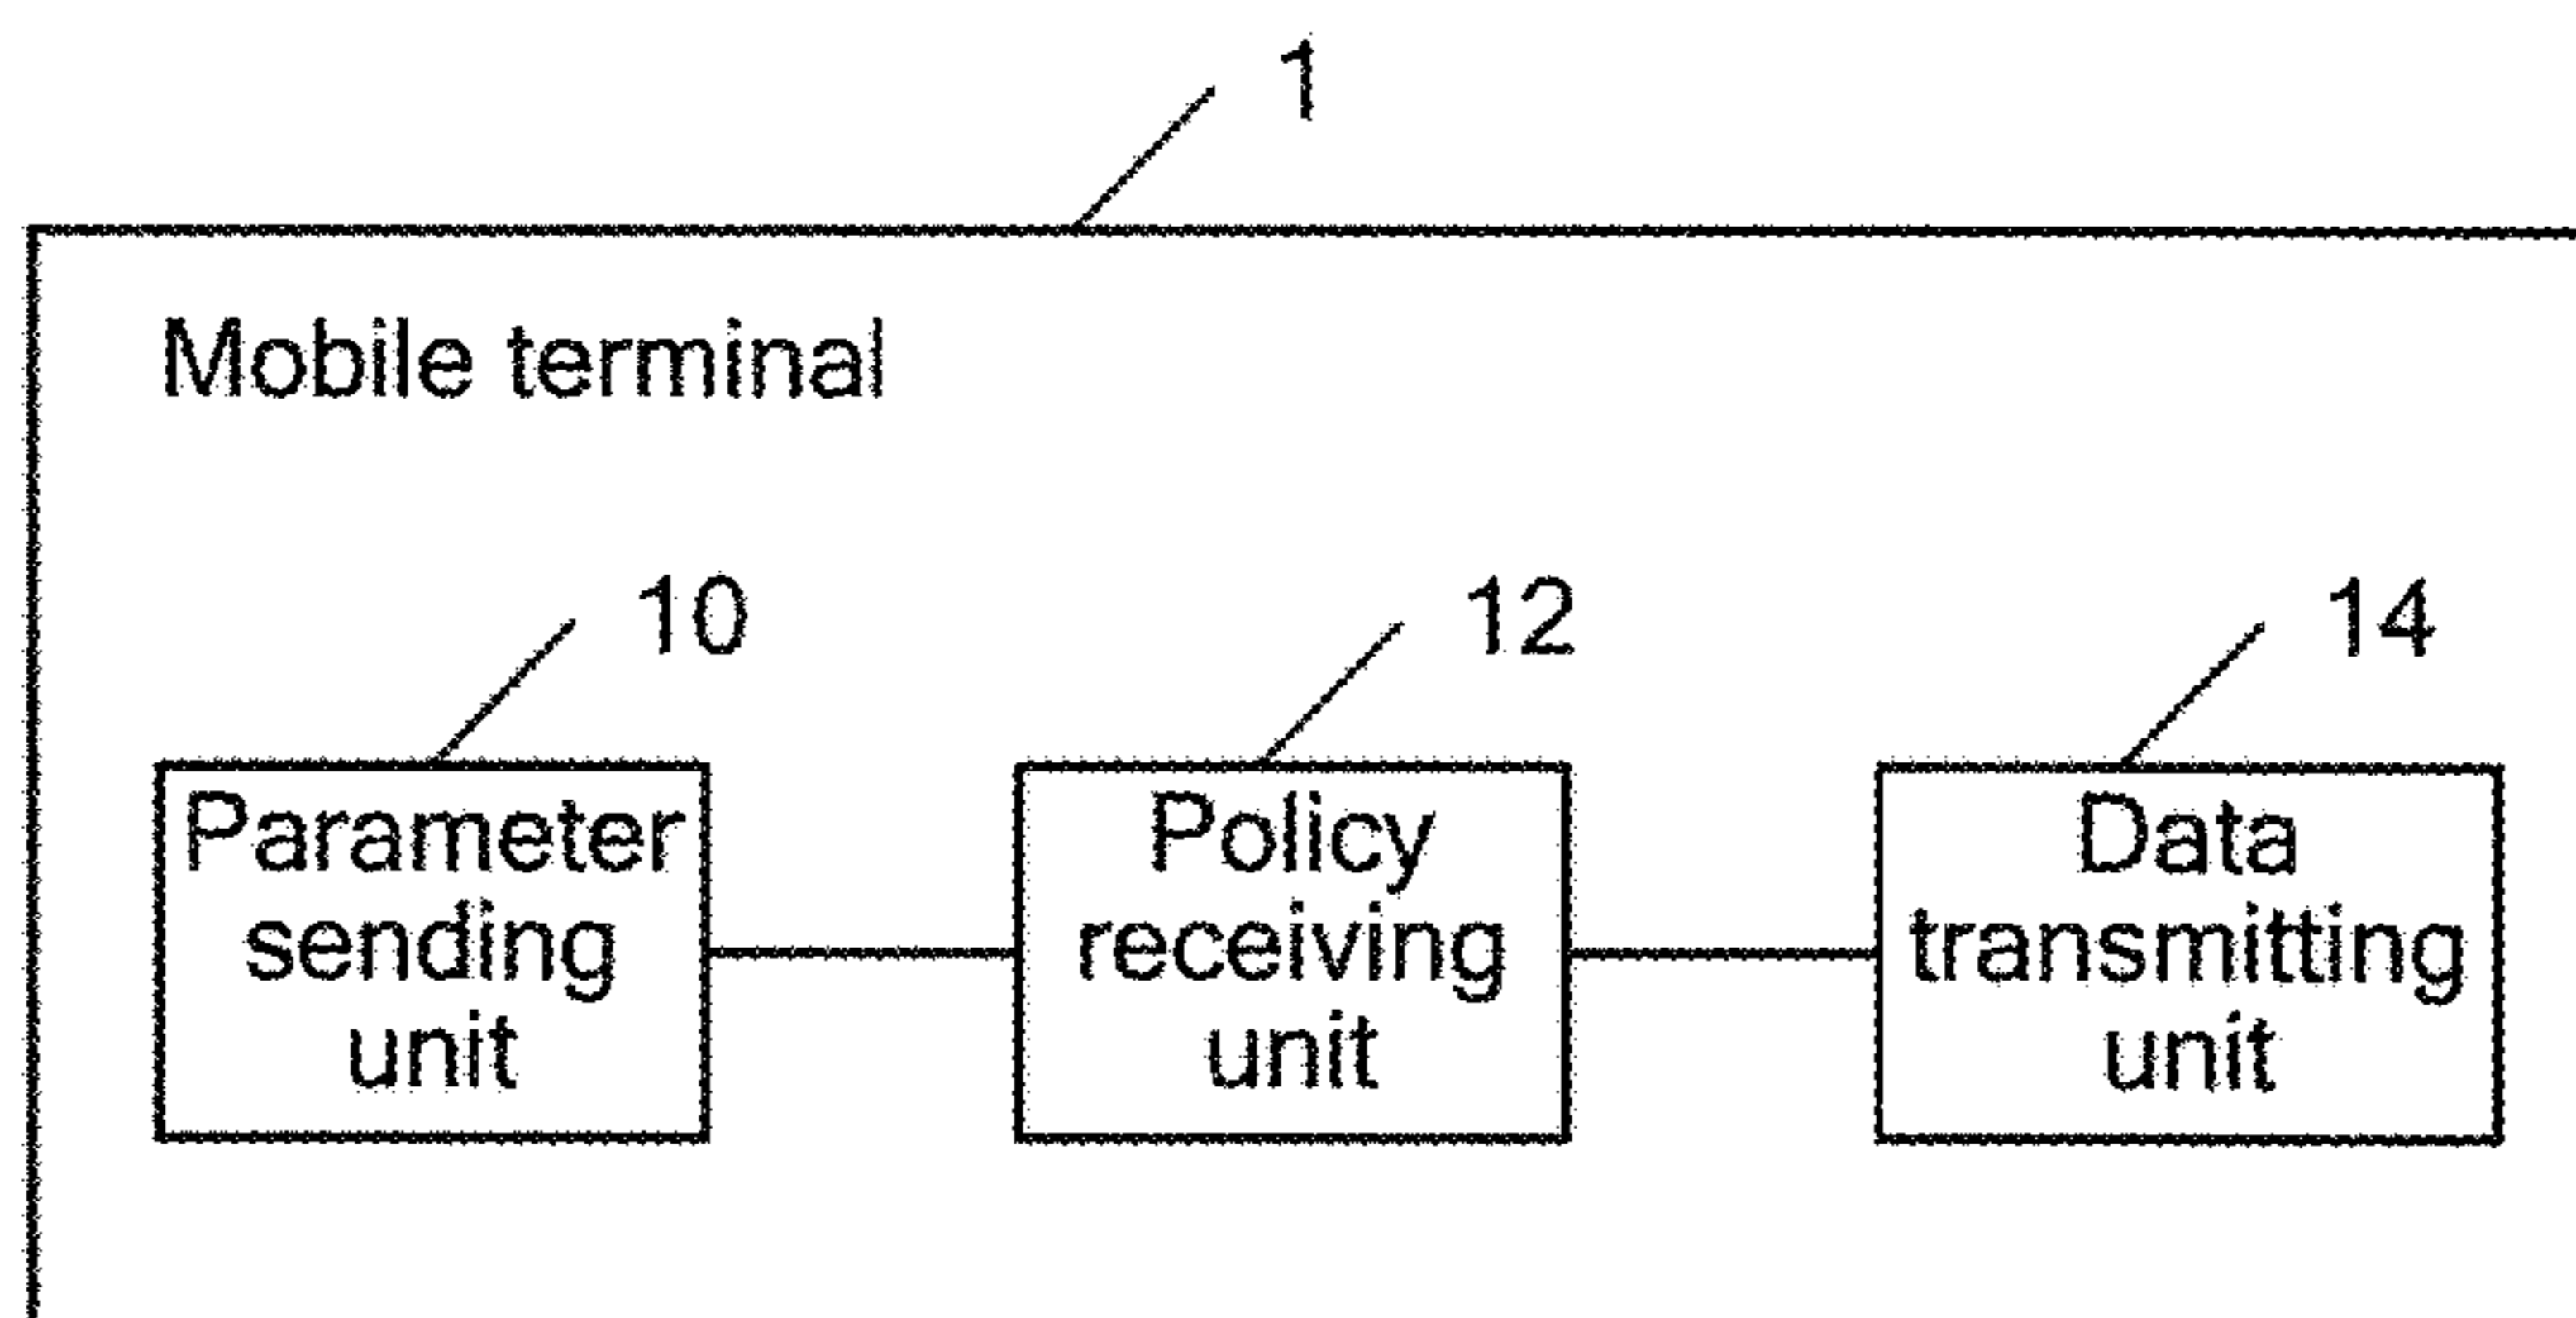 1
Mobile terminal
10
12
14
Parameter
sending
unit
Policy
receiving
unit
Data
transmitting
unit